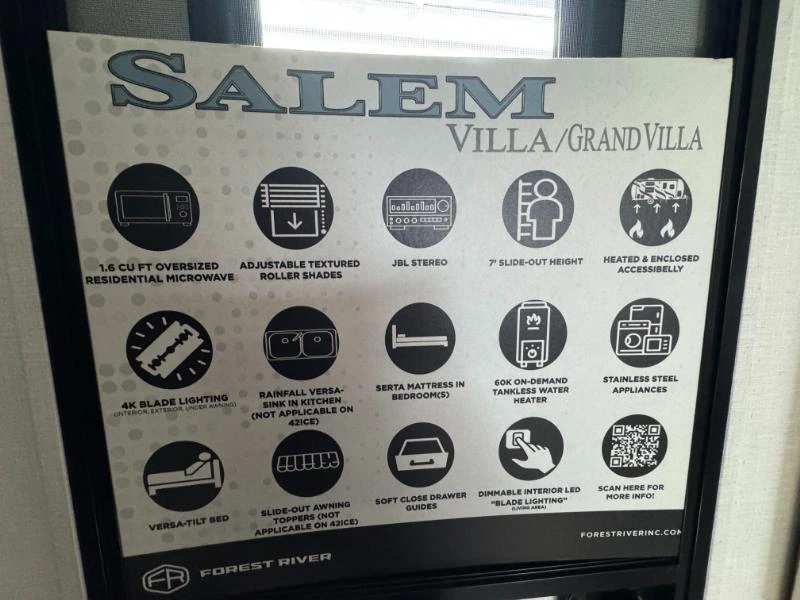 SALEM
VILLA/GRAND VILLA
1.6 CU FT OVERSIZED
RESIDENTIAL MICROWAVE
ADJUSTABLE TEXTURED
ROLLER SHADES
JBL STEREO
7' SLIDE-OUT HEIGHT
HEATED & ENCLOSED
ACCESSIBELLY
4K BLADE LIGHTING
(INTERIOR, EXTERIOR, UNDER AWNING)
RAINFALL VERSA-
SINK IN KITCHEN
(NOT APPLICABLE ON
42ICE)
SERTA MATTRESS IN
BEDROOM(S)
60K ON-DEMAND
TANKLESS WATER
HEATER
STAINLESS STEEL
APPLIANCES
VERSA-TILT BED
SLIDE-OUT AWNING
TOPPERS (NOT
APPLICABLE ON 42ICE)
SOFT CLOSE DRAWER
GUIDES
DIMMABLE INTERIOR LED
"BLADE LIGHTING"
(LIVING AREA)
SCAN HERE FOR
MORE INFO!
FR FOREST RIVER
FORESTRIVERINC.COM